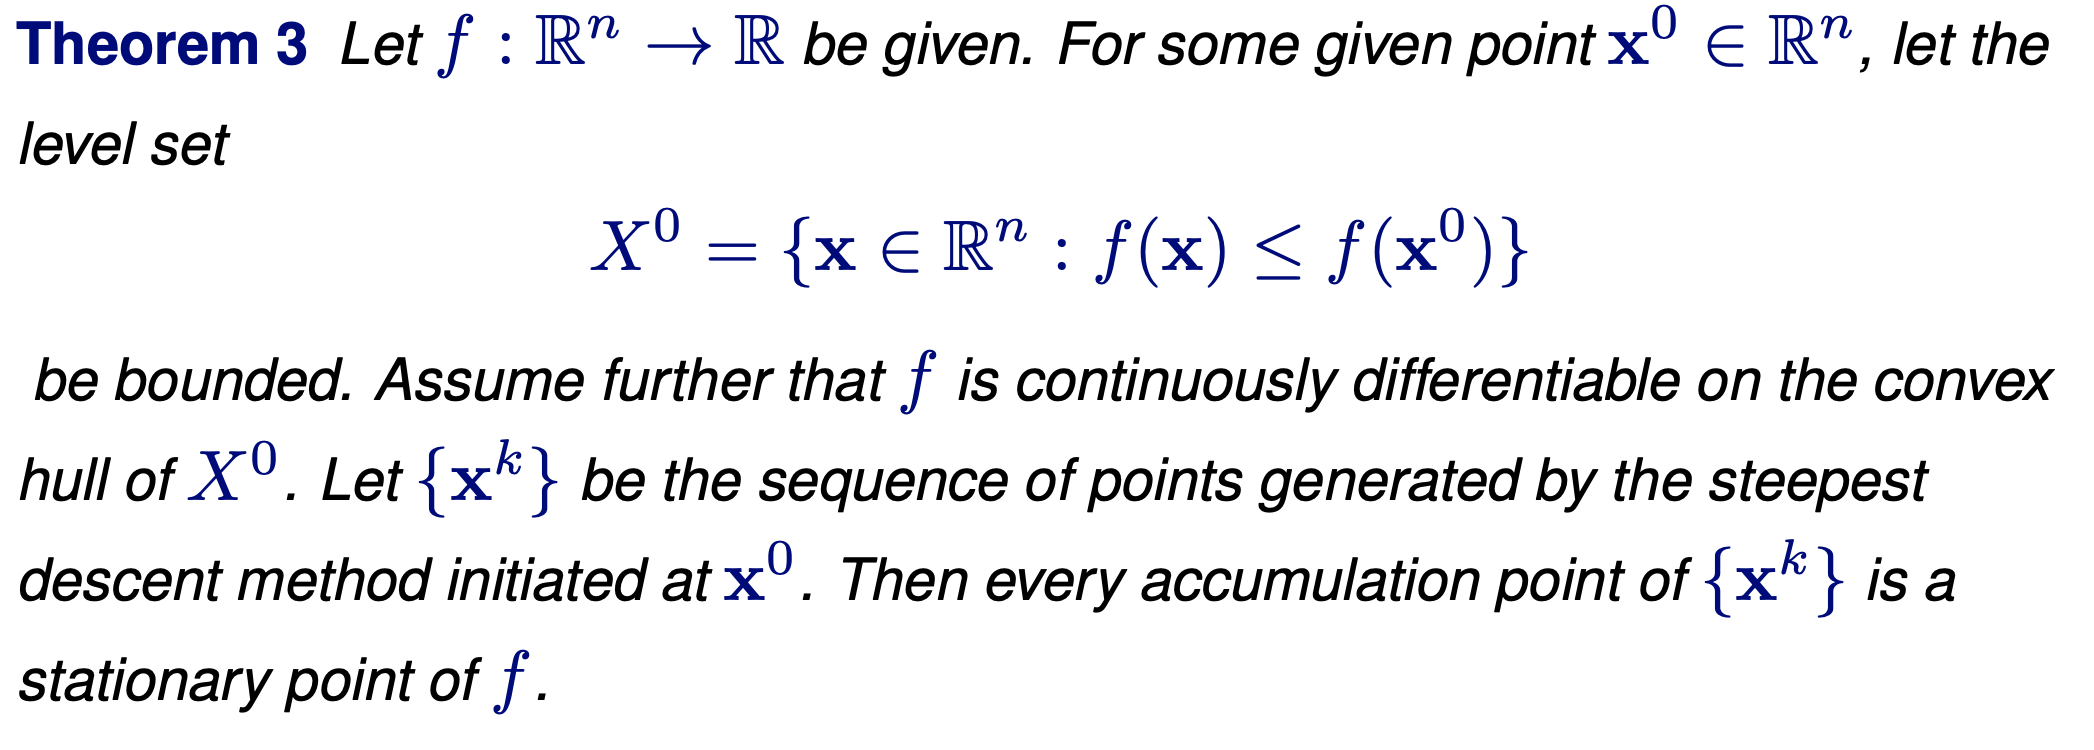 Theorem 3 Let f : ℝⁿ → ℝ be given. For some given point x⁰ ∈ ℝⁿ, let the
level set
X⁰ = {x ∈ ℝⁿ : f(x) ≤ f(x⁰)}
be bounded. Assume further that f is continuously differentiable on the convex
hull of X⁰. Let {xᵏ} be the sequence of points generated by the steepest
descent method initiated at x⁰. Then every accumulation point of {xᵏ} is a
stationary point of f.